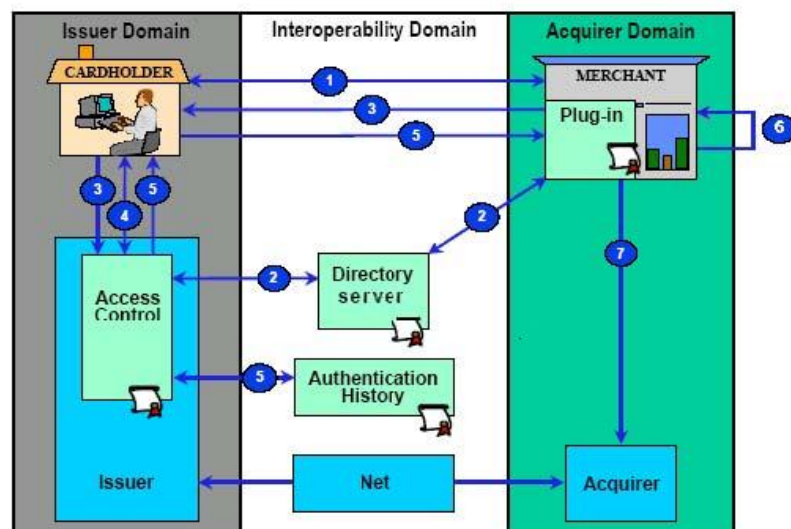 Issuer Domain
Interoperability Domain
Acquirer Domain
CARDHOLDER
MERCHANT
1
3
Plug-in
5
6
3
4
5
2
7
2
Directory
server
Access
Control
5
Authentication
History
Issuer
Net
Acquirer